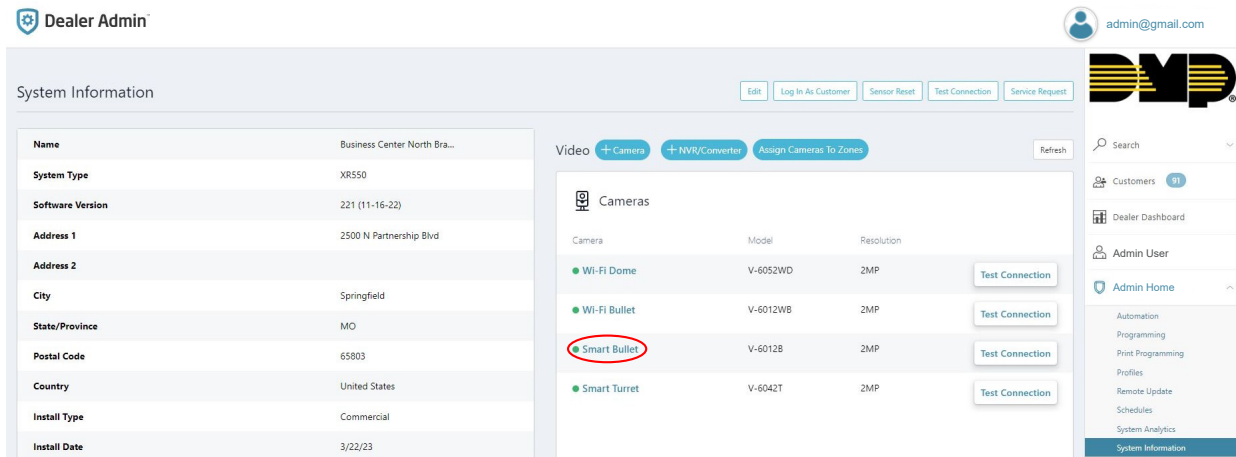 Dealer Admin™
admin@gmail.com
DMP®
System Information
Edit Log In As Customer Sensor Reset Test Connection Service Request
Name Business Center North Bra...
System Type XR550
Software Version 221 (11-16-22)
Address 1 2500 N Partnership Blvd
Address 2
City Springfield
State/Province MO
Postal Code 65803
Country United States
Install Type Commercial
Install Date 3/22/23
Video + Camera + NVR/Converter Assign Cameras To Zones Refresh
Cameras
Camera Model Resolution
Wi-Fi Dome V-6052WD 2MP Test Connection
Wi-Fi Bullet V-6012WB 2MP Test Connection
Smart Bullet V-6012B 2MP Test Connection
Smart Turret V-6042T 2MP Test Connection
Search
Customers 91
Dealer Dashboard
Admin User
Admin Home
Automation
Programming
Print Programming
Profiles
Remote Update
Schedules
System Analytics
System Information